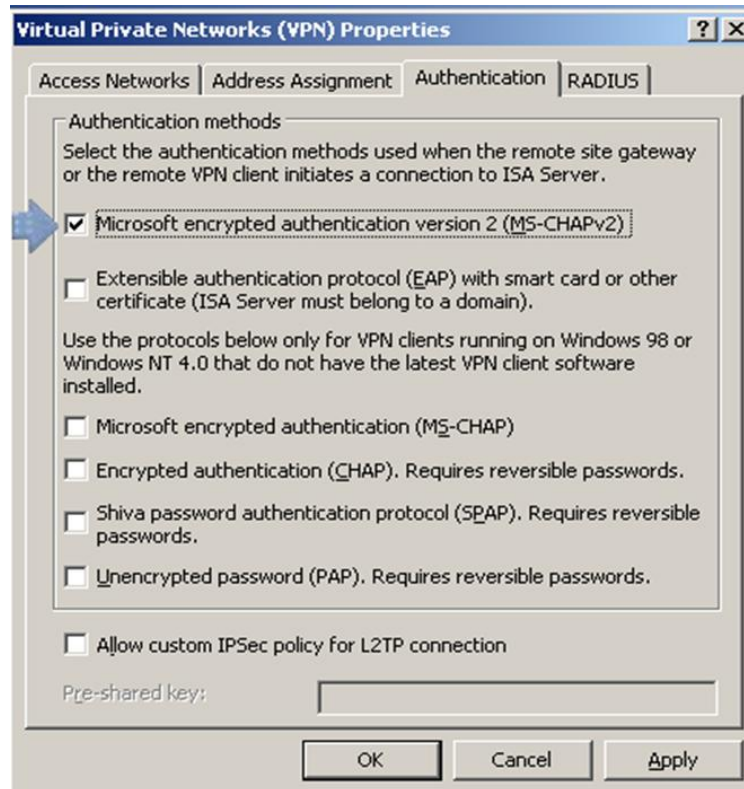 Virtual Private Networks (VPN) Properties
Access Networks
Address Assignment
Authentication
RADIUS
Authentication methods
Select the authentication methods used when the remote site gateway
or the remote VPN client initiates a connection to ISA Server.
Microsoft encrypted authentication version 2 (MS-CHAPv2)
Extensible authentication protocol (EAP) with smart card or other
certificate (ISA Server must belong to a domain).
Use the protocols below only for VPN clients running on Windows 98 or
Windows NT 4.0 that do not have the latest VPN client software
installed.
Microsoft encrypted authentication (MS-CHAP)
Encrypted authentication (CHAP). Requires reversible passwords.
Shiva password authentication protocol (SPAP). Requires reversible
passwords.
Unencrypted password (PAP). Requires reversible passwords.
Allow custom IPSec policy for L2TP connection
Pre-shared key:
OK
Cancel
Apply